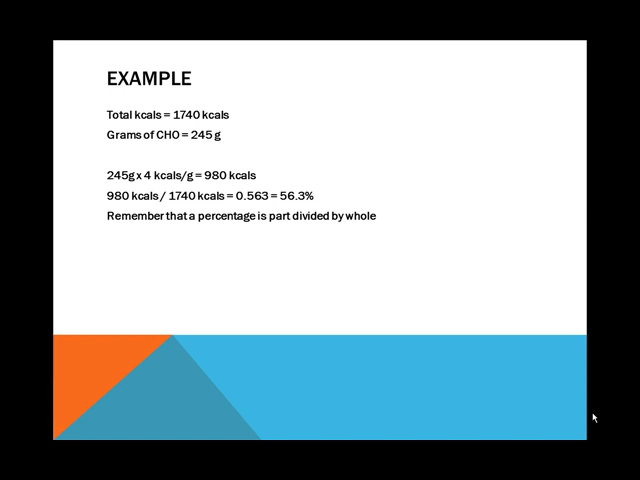 EXAMPLE
Total kcals = 1740 kcals
Grams of CHO = 245 g
245g x 4 kcals/g = 980 kcals
980 kcals / 1740 kcals = 0.563 = 56.3%
Remember that a percentage is part divided by whole